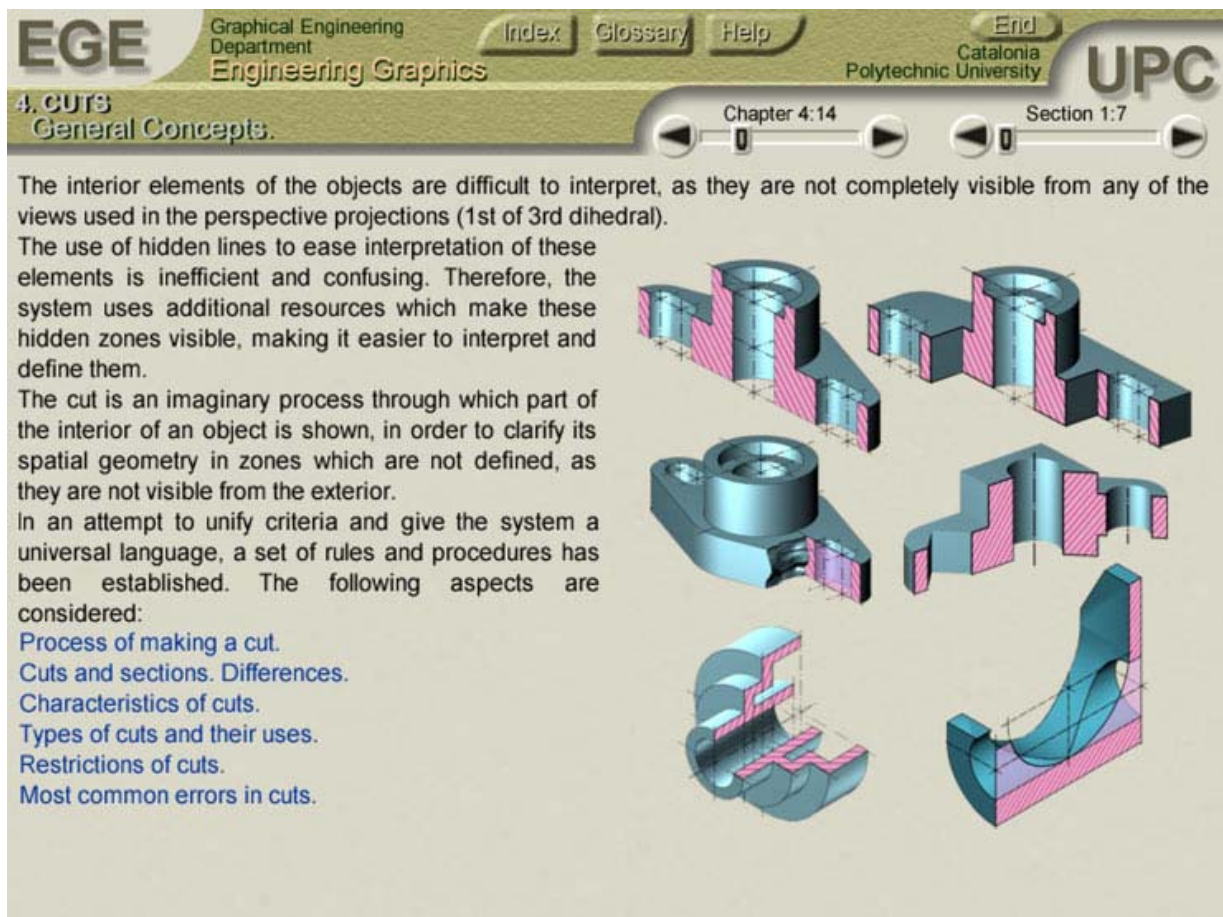 EGE
Graphical Engineering
Department
Engineering Graphics
Index
Glossary
Help
End
Catalonia
Polytechnic University
UPC
4. CUTS
General Concepts.
Chapter 4:14
Section 1:7
The interior elements of the objects are difficult to interpret, as they are not completely visible from any of the
views used in the perspective projections (1st of 3rd dihedral).
The use of hidden lines to ease interpretation of these
elements is inefficient and confusing. Therefore, the
system uses additional resources which make these
hidden zones visible, making it easier to interpret and
define them.
The cut is an imaginary process through which part of
the interior of an object is shown, in order to clarify its
spatial geometry in zones which are not defined, as
they are not visible from the exterior.
In an attempt to unify criteria and give the system a
universal language, a set of rules and procedures has
been established. The following aspects are
considered:
Process of making a cut.
Cuts and sections. Differences.
Characteristics of cuts.
Types of cuts and their uses.
Restrictions of cuts.
Most common errors in cuts.